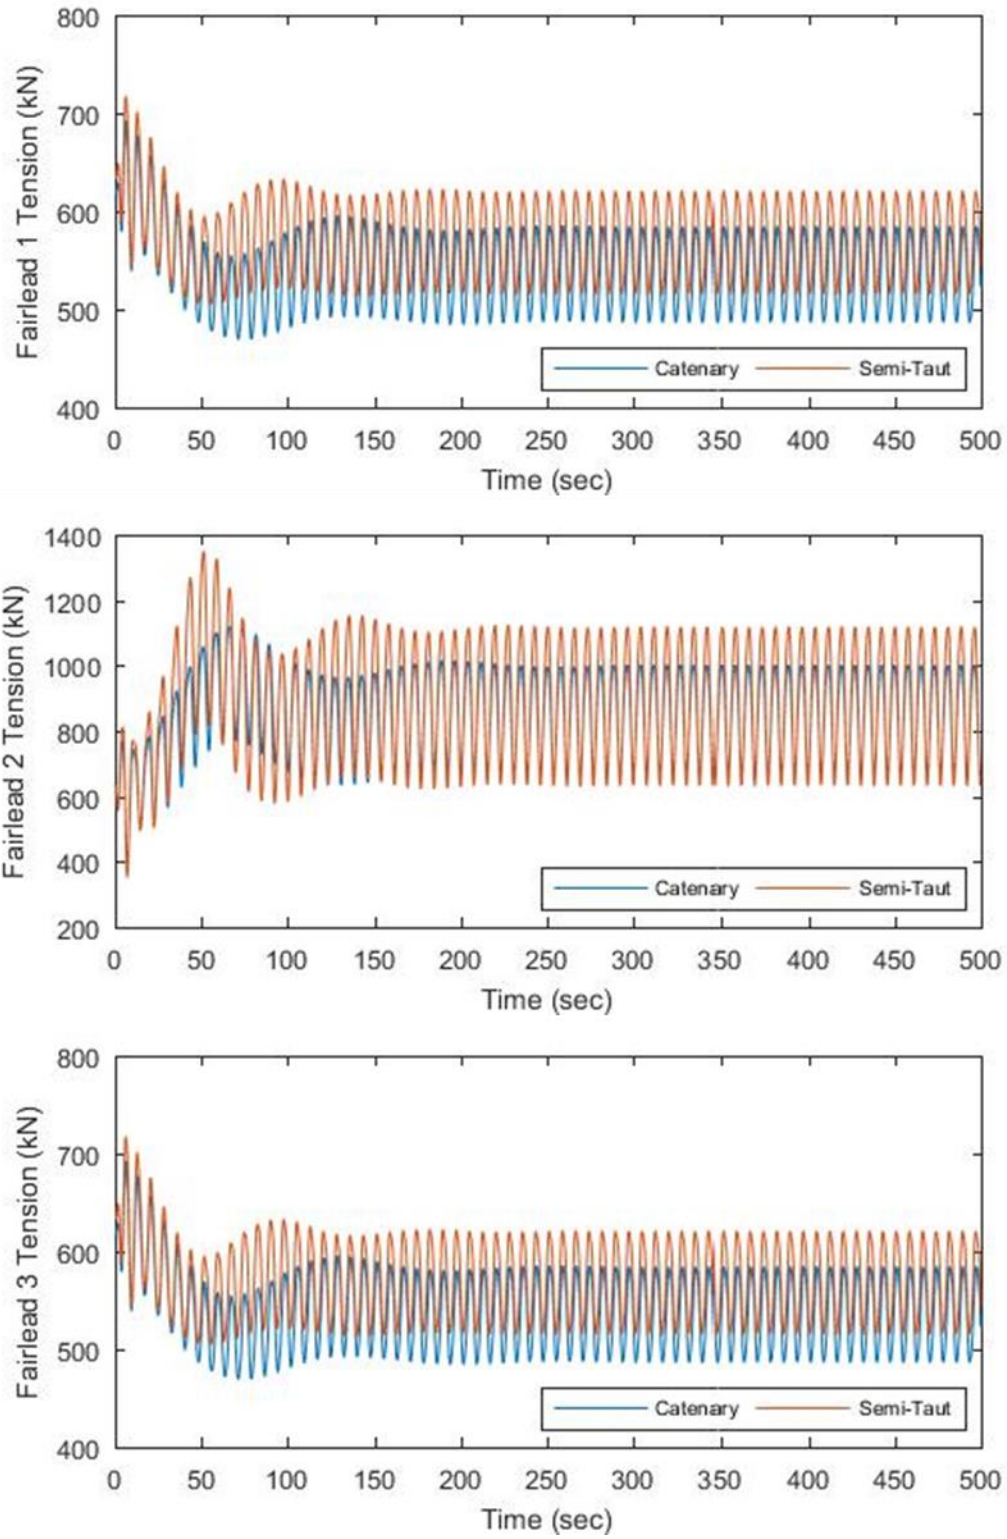 800
700
600
500
400
Fairlead 1 Tension (kN)
Catenary Semi-Taut
0 50 100 150 200 250 300 350 400 450 500
Time (sec)
1400
1200
1000
800
600
400
200
Fairlead 2 Tension (kN)
Catenary Semi-Taut
0 50 100 150 200 250 300 350 400 450 500
Time (sec)
800
700
600
500
400
Fairlead 3 Tension (kN)
Catenary Semi-Taut
0 50 100 150 200 250 300 350 400 450 500
Time (sec)